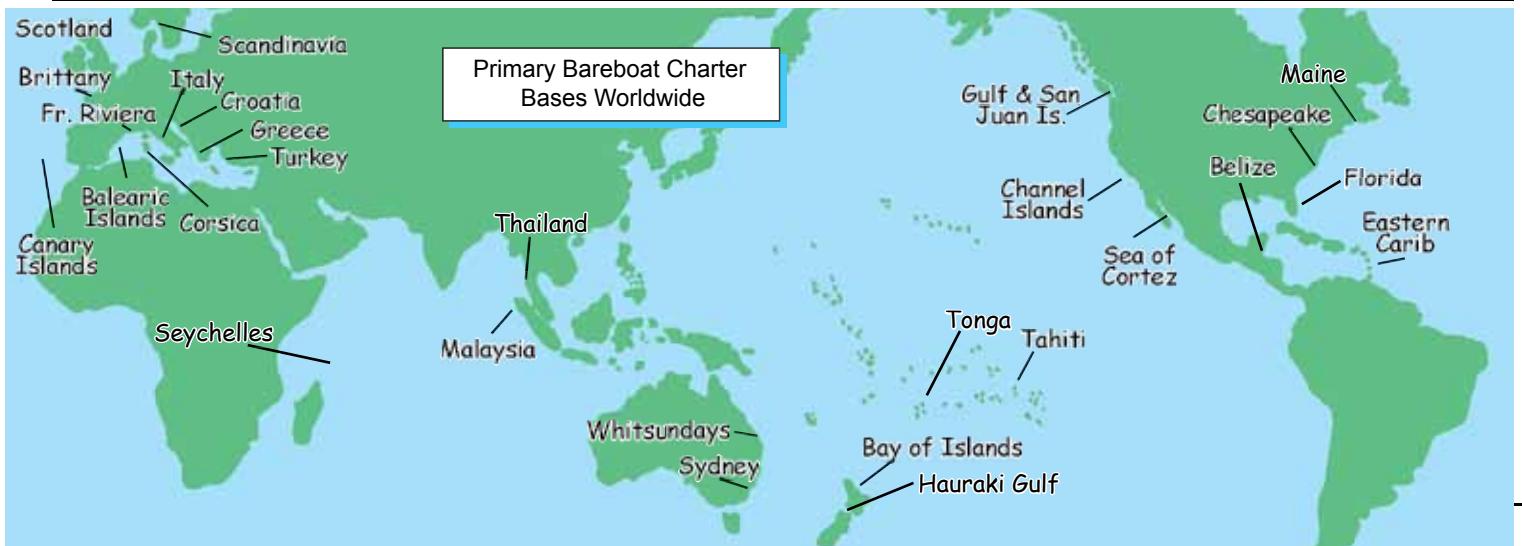 Scotland
Scandinavia
Primary Bareboat Charter
Bases Worldwide
Brittany
Italy
Fr. Riviera
Croatia
Greece
Turkey
Balearic
Islands
Corsica
Canary
Islands
Thailand
Seychelles
Malaysia
Whitsundays
Sydney
Tonga
Tahiti
Bay of Islands
Hauraki Gulf
Gulf & San
Juan Is.
Maine
Chesapeake
Belize
Florida
Channel
Islands
Eastern
Carib
Sea of
Cortez